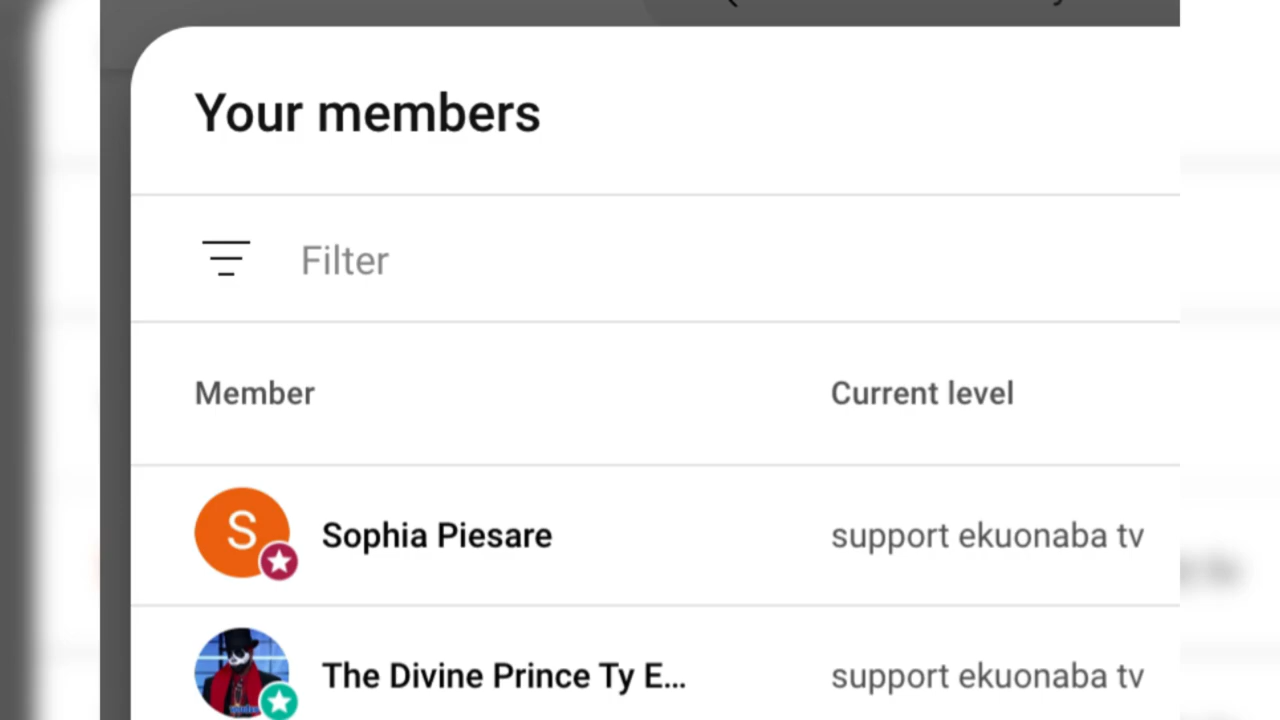 Your members
Filter
Member Current level
S Sophia Piesare support ekuonaba tv
The Divine Prince Ty E... support ekuonaba tv